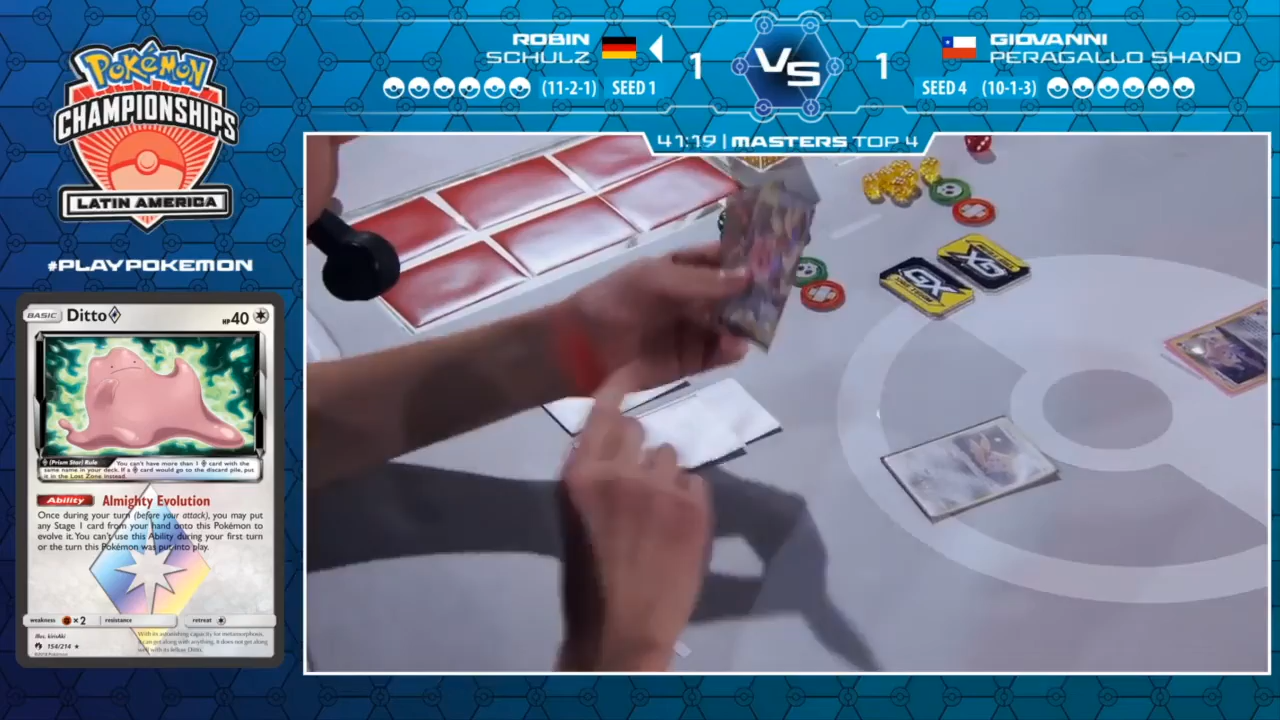 POKÉMON
CHAMPIONSHIPS
LATIN AMERICA
#PLAYPOKEMON
ROBIN
SCHULZ
1
(11-2-1) SEED 1
VS
1
GIOVANNI
PERAGALLO SHANO
SEED 4 (10-1-3)
41:19 | MASTERS TOP 4
GX
GX
BASIC Ditto HP40
(Prism Star) Rule You can't have more than 1 card with the
same name in your deck. If a card would go to the discard pile, put
it in the Lost Zone instead.
Ability Almighty Evolution
Once during your turn (before your attack), you may put
any Stage 1 card from your hand onto this Pokémon to
evolve it. You can't use this Ability during your first turn
or the turn this Pokémon was put into play.
weakness ×2 resistance retreat
154/214